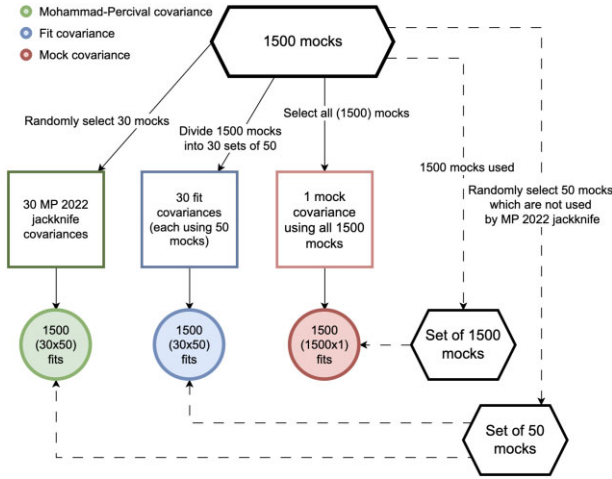 Mohammad-Percival covariance
Fit covariance
Mock covariance
1500 mocks
Randomly select 30 mocks
Divide 1500 mocks
into 30 sets of 50
Select all (1500) mocks
1500 mocks used
Randomly select 50 mocks
which are not used
by MP 2022 jackknife
30 MP 2022
jackknife
covariances
30 fit
covariances
(each using 50
mocks)
1 mock
covariance
using all 1500
mocks
1500
(30x50)
fits
1500
(30x50)
fits
1500
(1500x1)
fits
Set of 1500
mocks
Set of 50
mocks